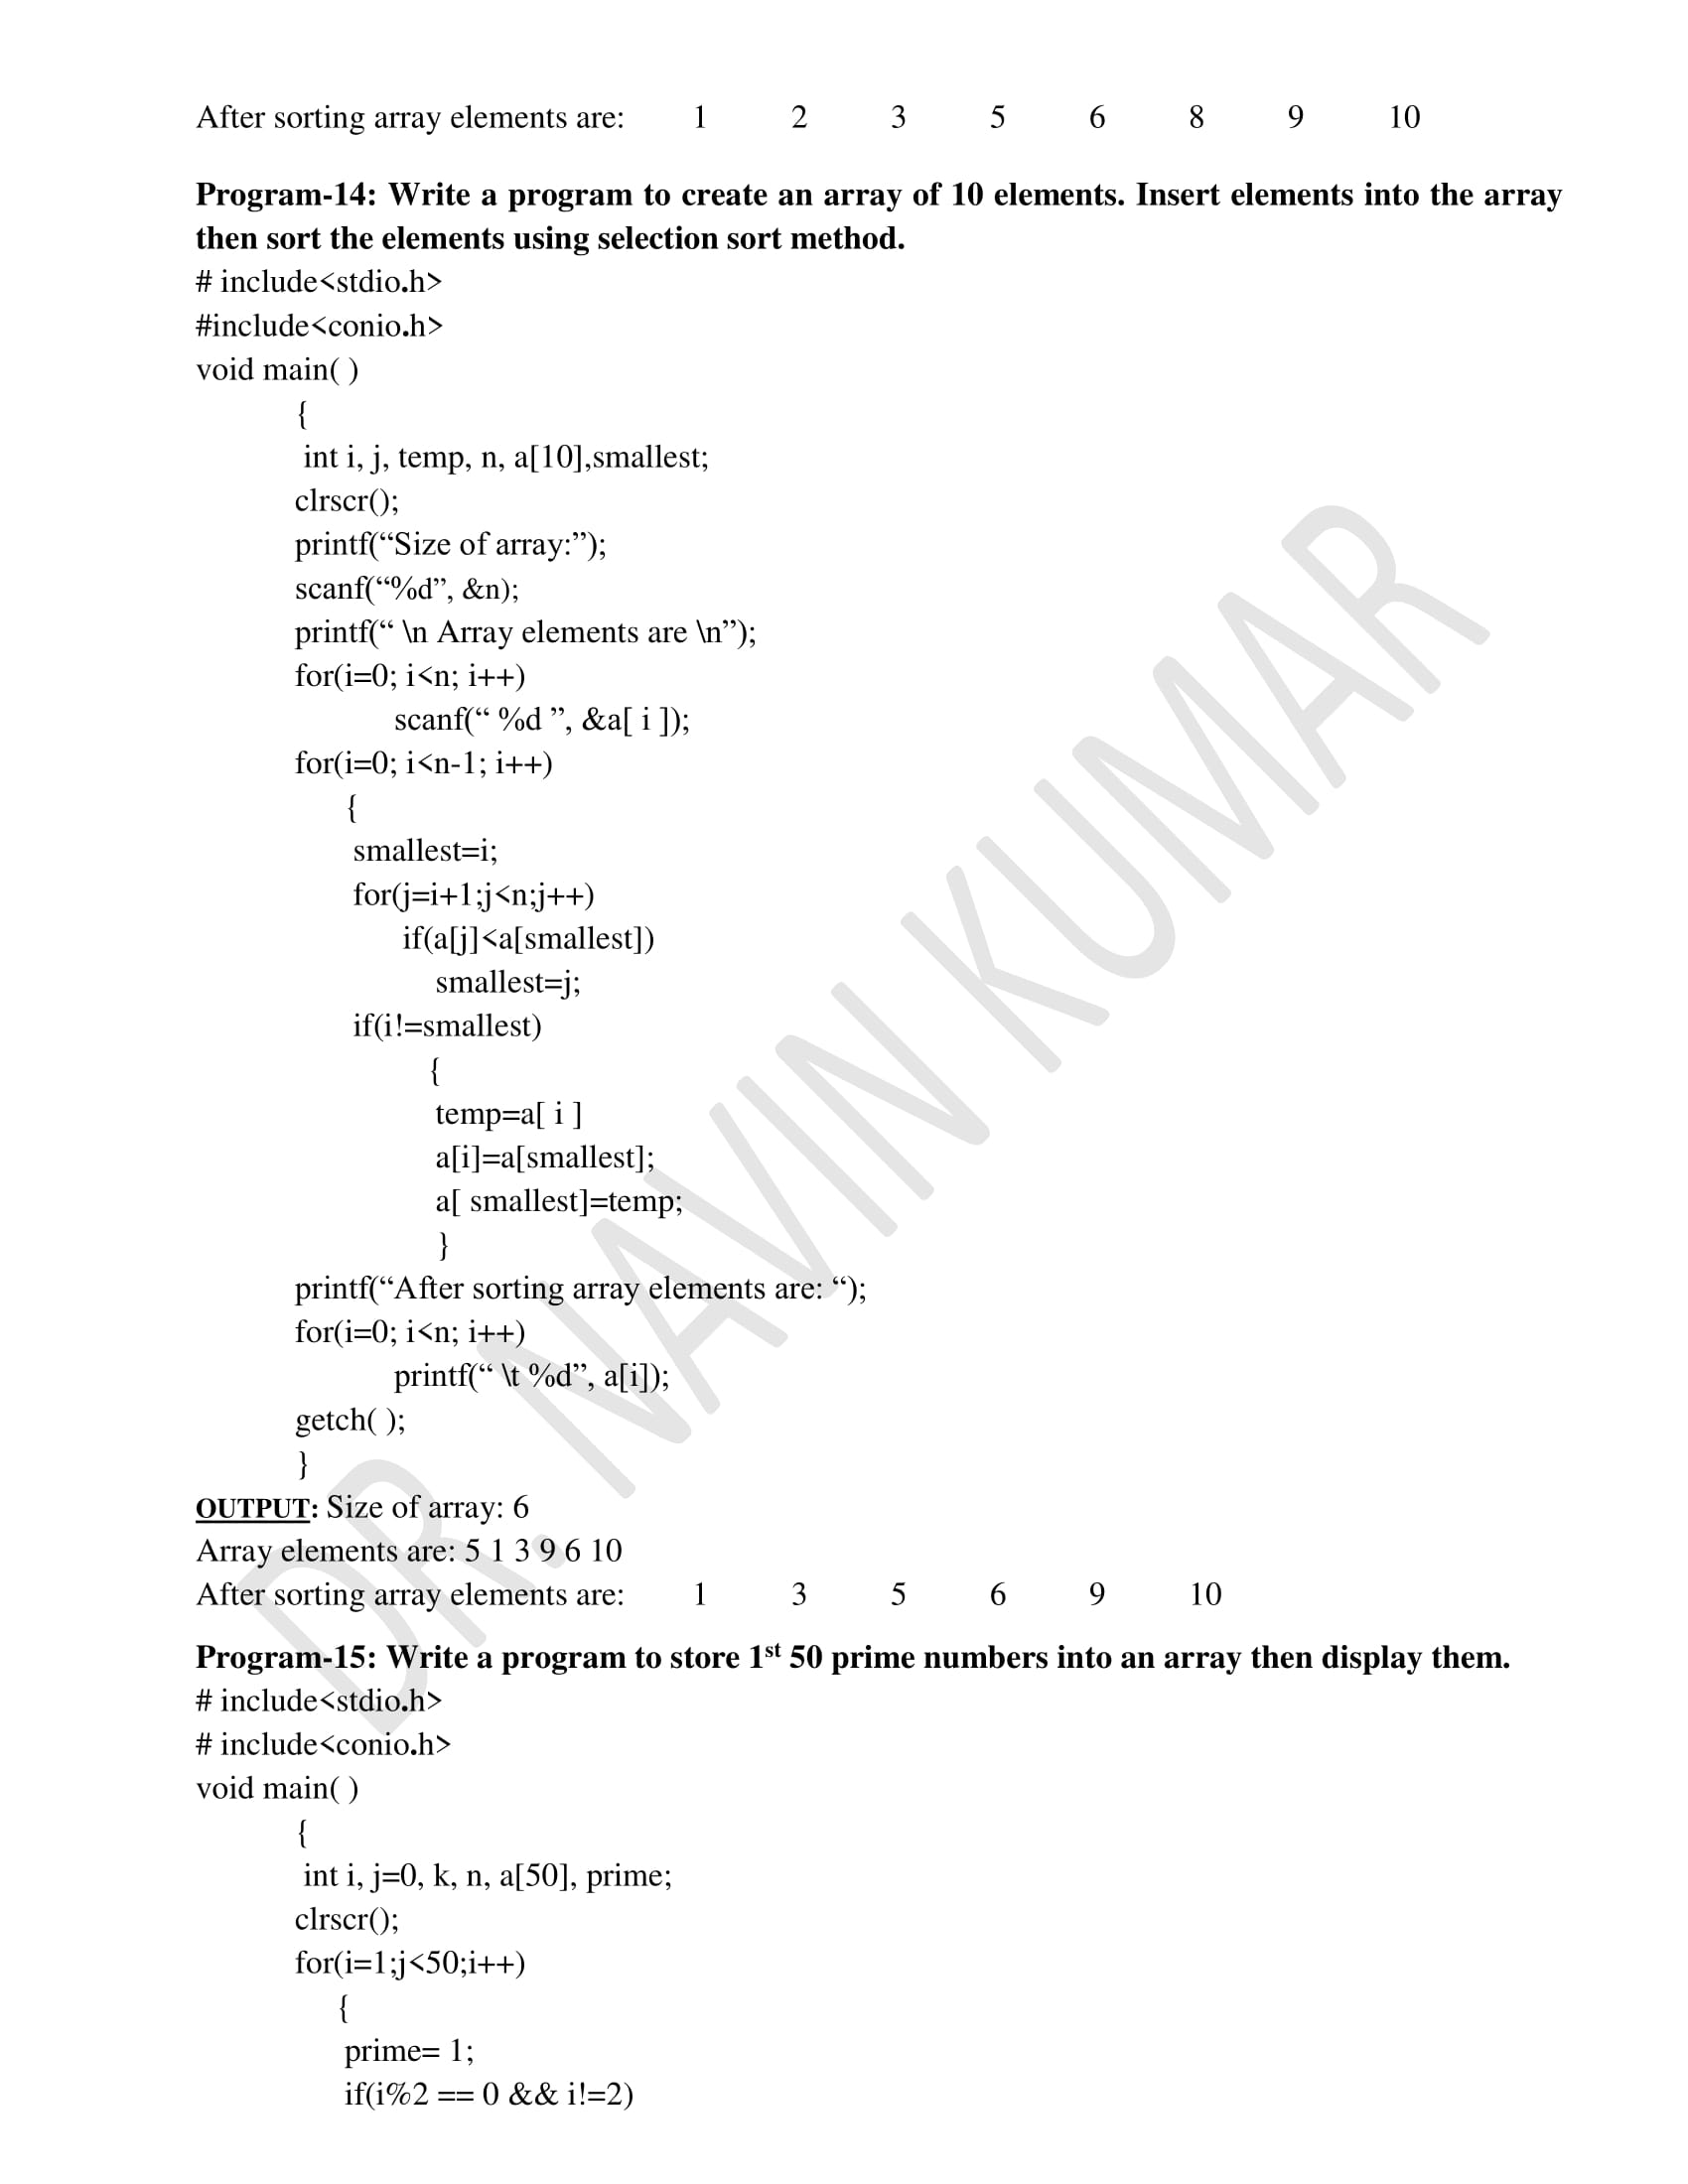 After sorting array elements are: 1 2 3 5 6 8 9 10
Program-14: Write a program to create an array of 10 elements. Insert elements into the array
then sort the elements using selection sort method.
# include<stdio.h>
#include<conio.h>
void main( )
{
int i, j, temp, n, a[10],smallest;
clrscr();
printf(“Size of array:”);
scanf(“%d”, &n);
printf(“ \n Array elements are \n”);
for(i=0; i<n; i++)
scanf(“ %d ”, &a[ i ]);
for(i=0; i<n-1; i++)
{
smallest=i;
for(j=i+1;j<n;j++)
if(a[j]<a[smallest])
smallest=j;
if(i!=smallest)
{
temp=a[ i ]
a[i]=a[smallest];
a[ smallest]=temp;
}
printf(“After sorting array elements are: “);
for(i=0; i<n; i++)
printf(“ \t %d”, a[i]);
getch( );
}
OUTPUT: Size of array: 6
Array elements are: 5 1 3 9 6 10
After sorting array elements are: 1 3 5 6 9 10
Program-15: Write a program to store 1st 50 prime numbers into an array then display them.
# include<stdio.h>
# include<conio.h>
void main( )
{
int i, j=0, k, n, a[50], prime;
clrscr();
for(i=1;j<50;i++)
{
prime= 1;
if(i%2 == 0 && i!=2)
DR. NAVIN KUMAR